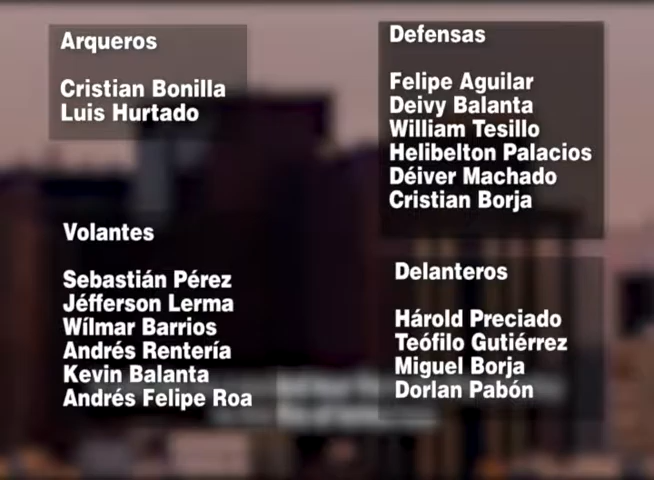 Arqueros
Cristian Bonilla
Luis Hurtado
Defensas
Felipe Aguilar
Deivy Balanta
William Tesillo
Helibelton Palacios
Déiver Machado
Cristian Borja
Volantes
Sebastián Pérez
Jéfferson Lerma
Wílmar Barrios
Andrés Rentería
Kevin Balanta
Andrés Felipe Roa
Delanteros
Hárold Preciado
Teófilo Gutiérrez
Miguel Borja
Dorlan Pabón